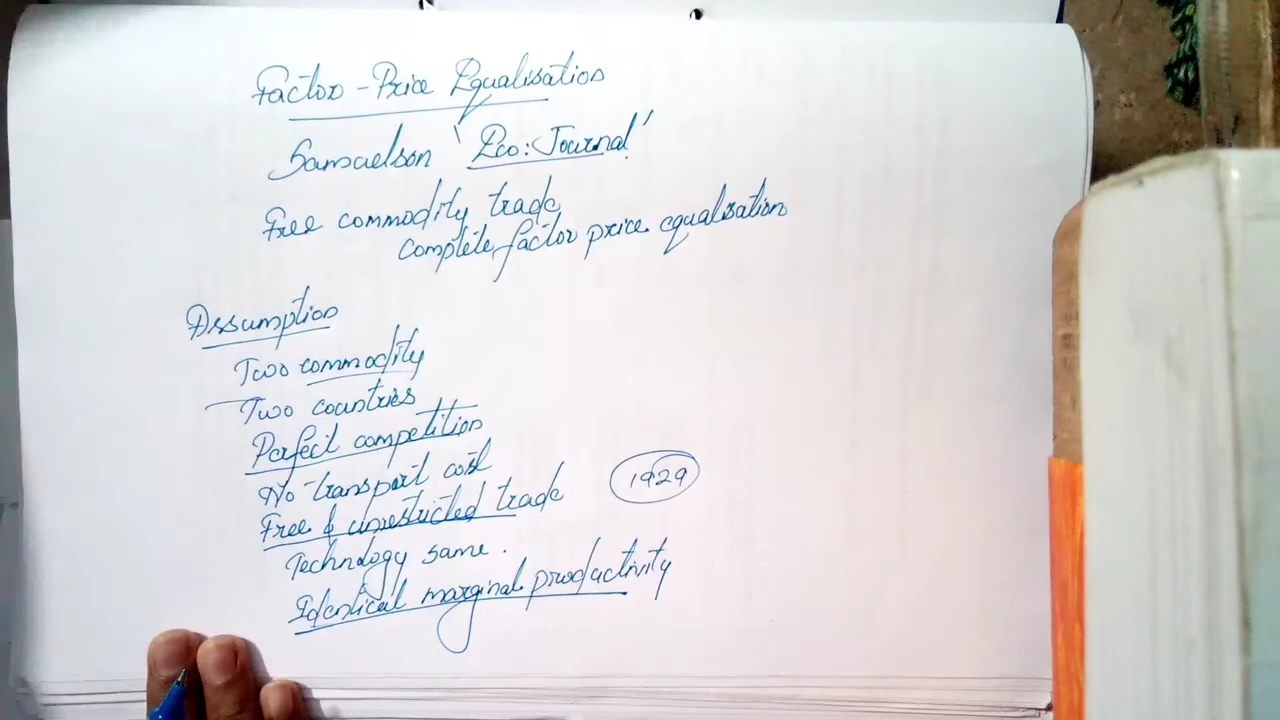 Factor-Price Equalisation
Samuelson 'Eco: Journal'
Free commodity trade
complete factor price equalisation
Assumption
Two commodity
Two countries
Perfect competition
No transport cost
Free & unrestricted trade
1929
Technology same.
Identical marginal productivity